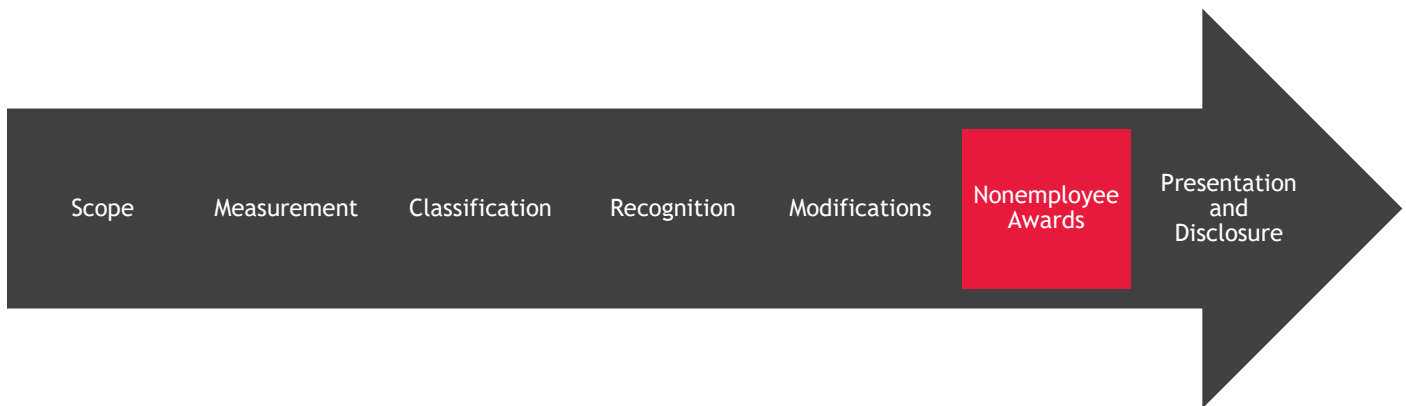 Scope
Measurement
Classification
Recognition
Modifications
Nonemployee
Awards
Presentation
and
Disclosure